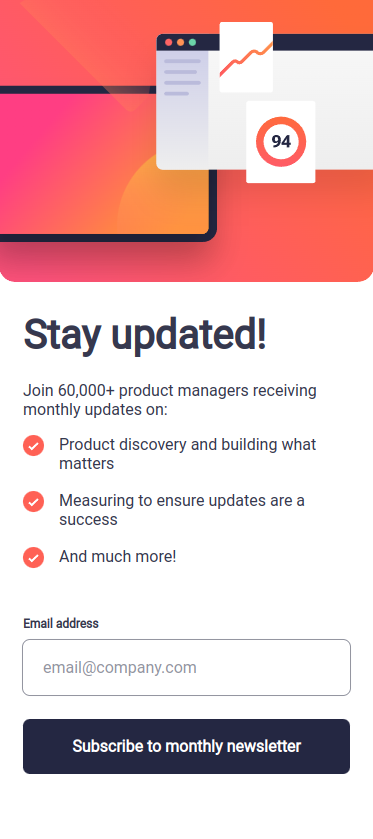 94
Stay updated!
Join 60,000+ product managers receiving
monthly updates on:
Product discovery and building what
matters
Measuring to ensure updates are a
success
And much more!
Email address
email@company.com
Subscribe to monthly newsletter